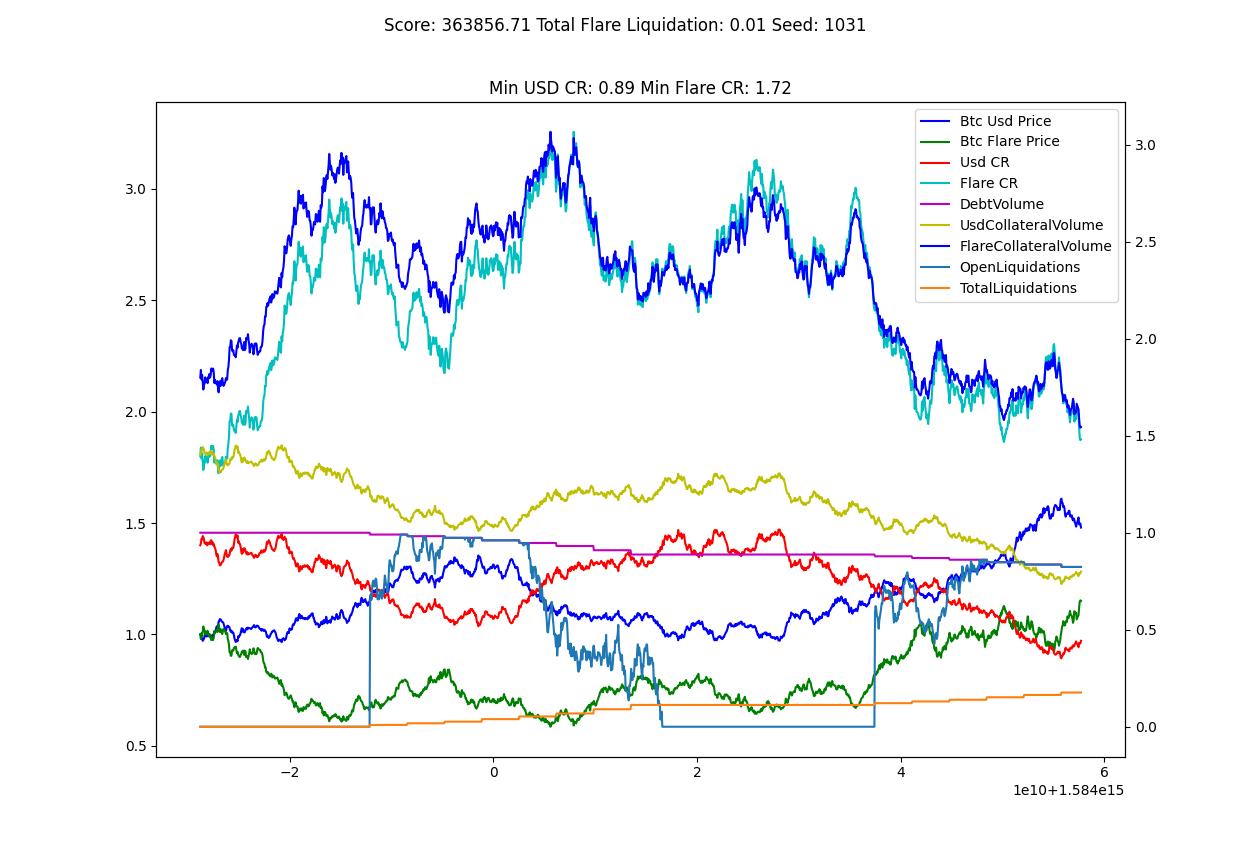 Score: 363856.71 Total Flare Liquidation: 0.01 Seed: 1031
Min USD CR: 0.89 Min Flare CR: 1.72
Btc Usd Price
Btc Flare Price
Usd CR
Flare CR
DebtVolume
UsdCollateralVolume
FlareCollateralVolume
OpenLiquidations
TotalLiquidations
3.0
2.5
2.0
1.5
1.0
0.5
3.0
2.5
2.0
1.5
1.0
0.5
0.0
−2 0 2 4 6
1e10+1.584e15